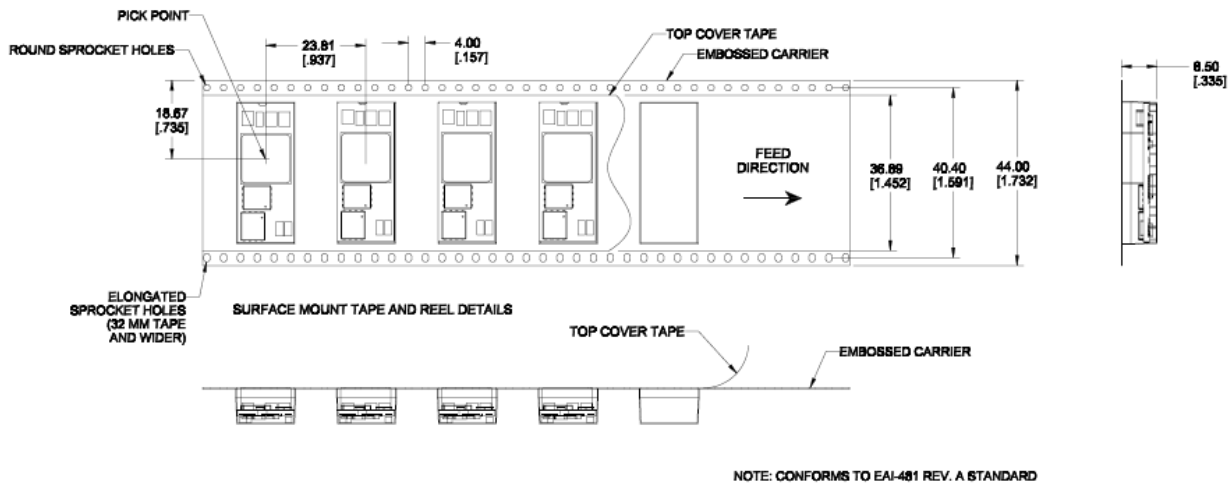 PICK POINT
ROUND SPROCKET HOLES
23.81
[.937]
4.00
[.157]
TOP COVER TAPE
EMBOSSED CARRIER
8.50
[.335]
18.67
[.735]
FEED
DIRECTION
36.89
[1.452]
40.40
[1.591]
44.00
[1.732]
ELONGATED
SPROCKET HOLES
(32 MM TAPE
AND WIDER)
SURFACE MOUNT TAPE AND REEL DETAILS
TOP COVER TAPE
EMBOSSED CARRIER
NOTE: CONFORMS TO EAI-481 REV. A STANDARD